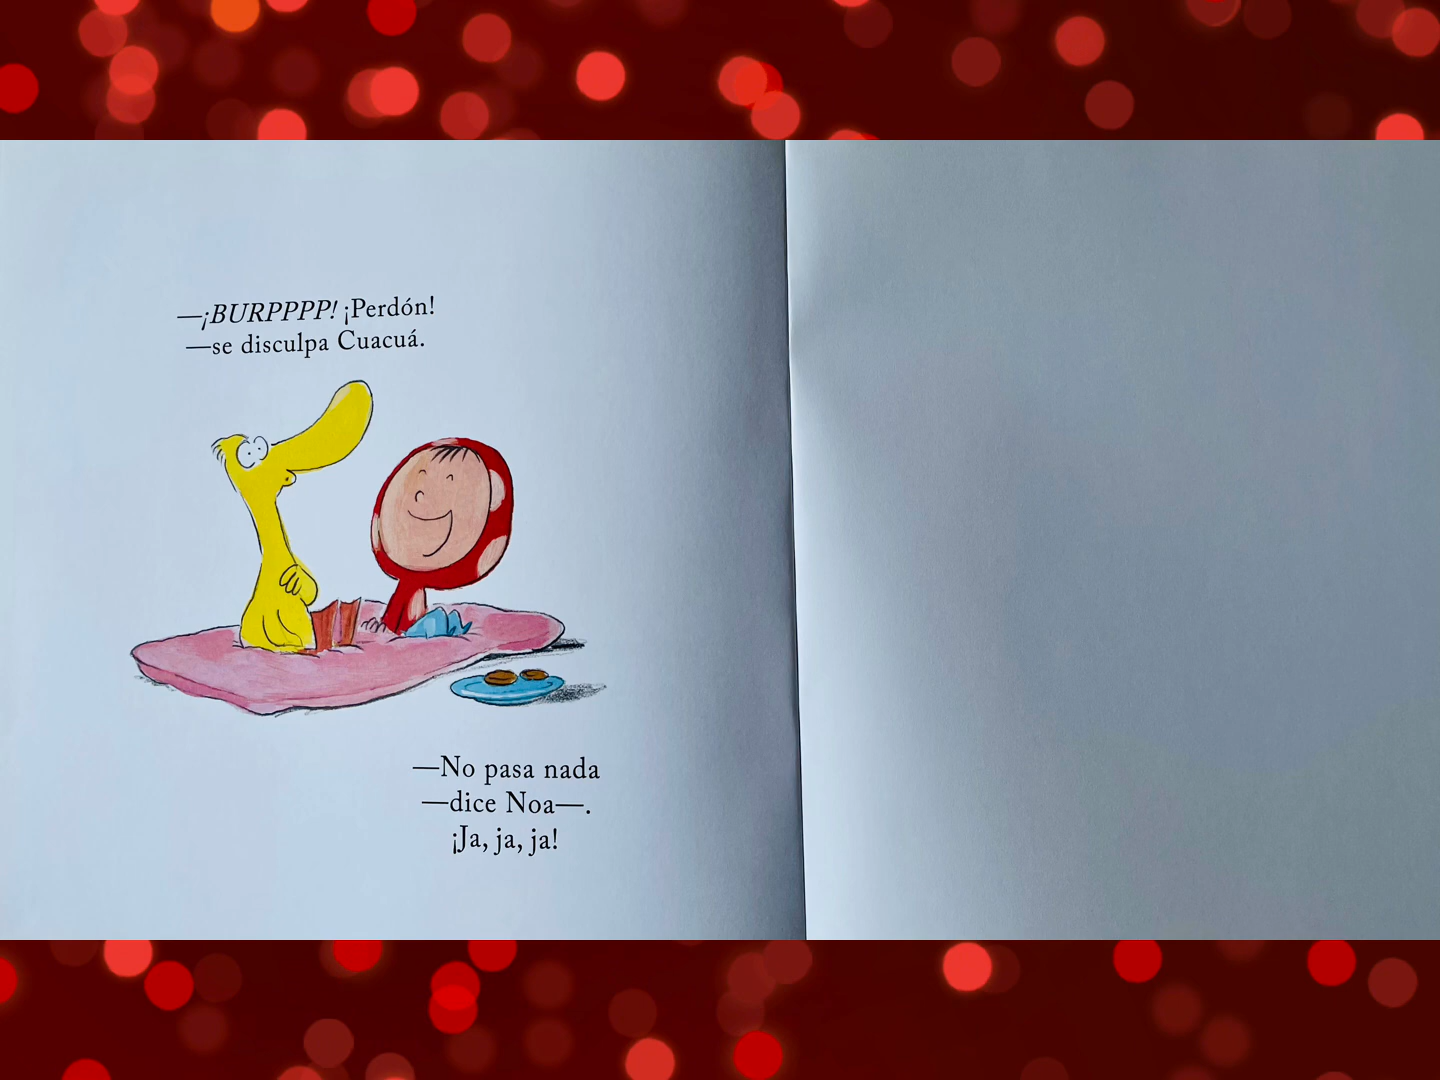 —¡BURPPPP! ¡Perdón!
—se disculpa Cuacuá.
—No pasa nada
—dice Noa—.
¡Ja, ja, ja!